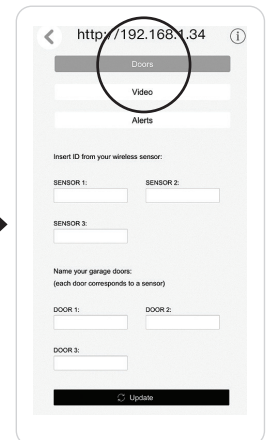 http://192.168.1.34
Doors
Video
Alerts
Insert ID from your wireless sensor:
SENSOR 1: SENSOR 2:
SENSOR 3:
Name your garage doors:
(each door corresponds to a sensor)
DOOR 1: DOOR 2:
DOOR 3:
Update